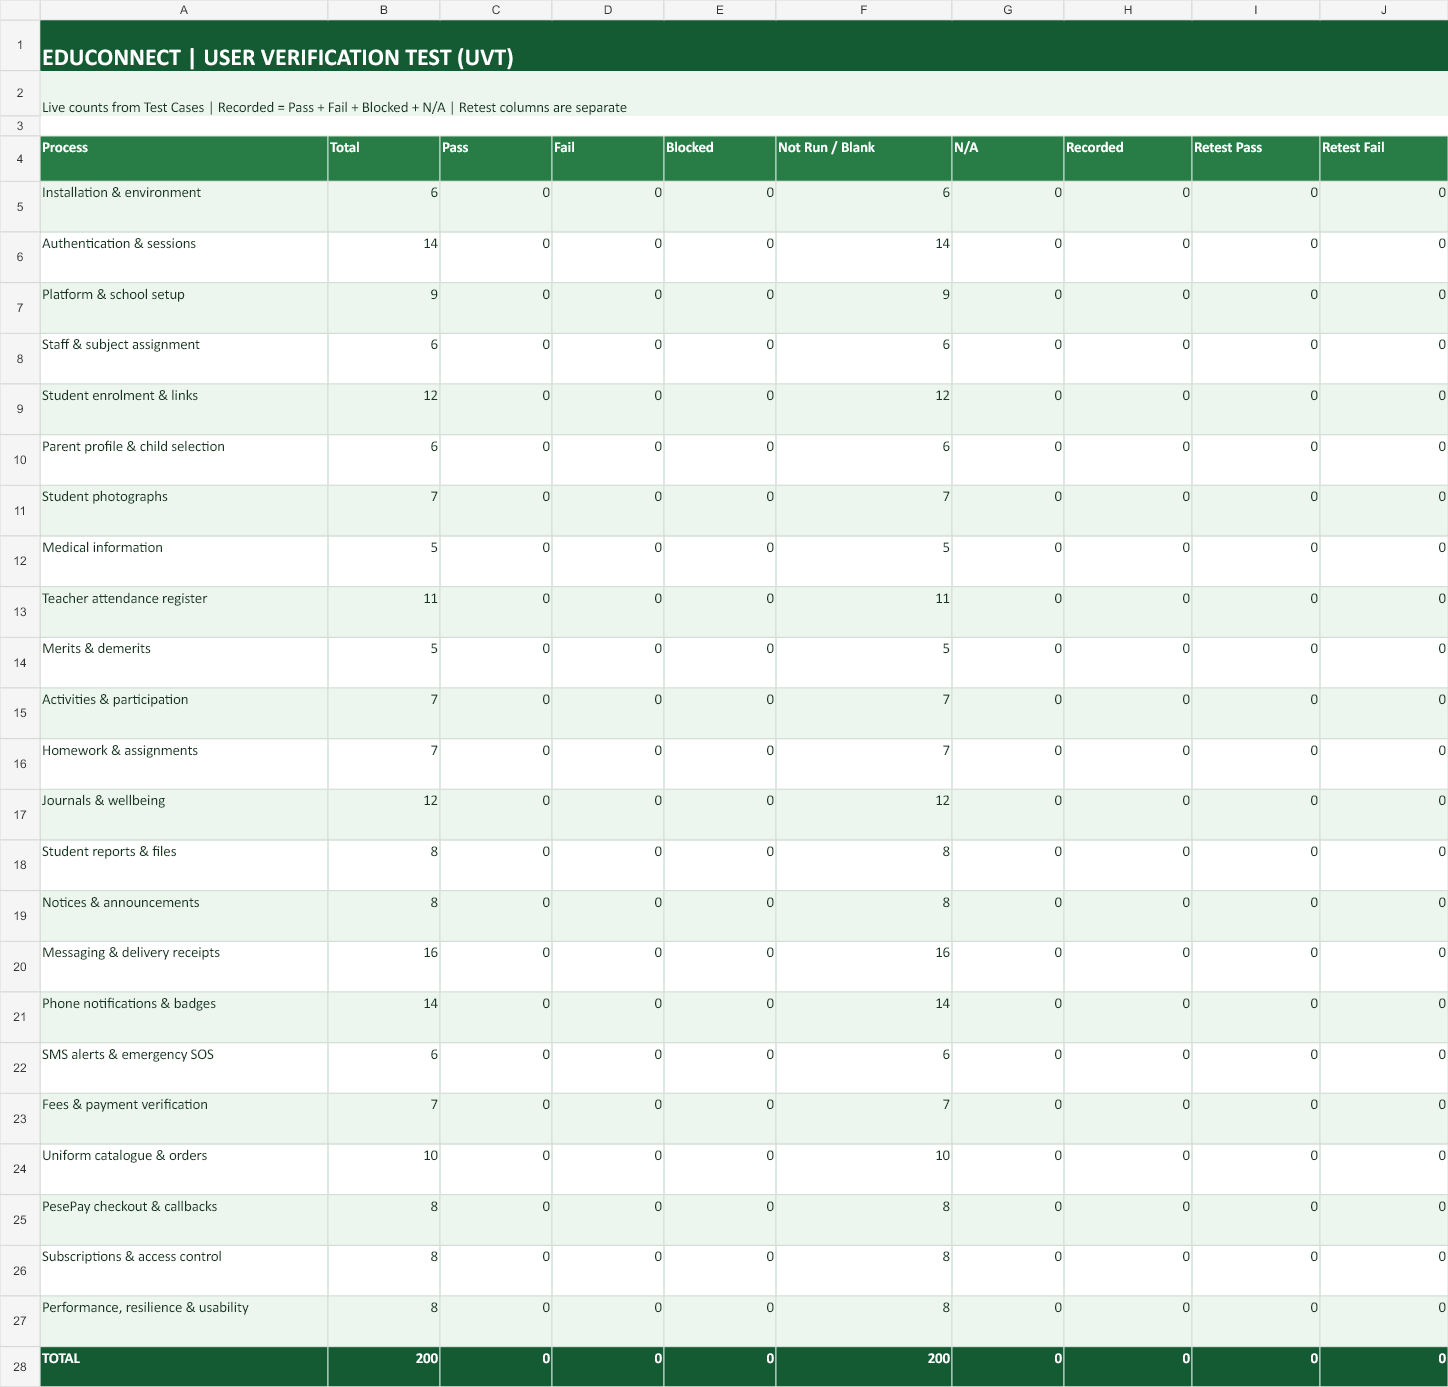 A B C D E F G H I J
1 EDUCONNECT | USER VERIFICATION TEST (UVT)
2 Live counts from Test Cases | Recorded = Pass + Fail + Blocked + N/A | Retest columns are separate
3
4 Process Total Pass Fail Blocked Not Run / Blank N/A Recorded Retest Pass Retest Fail
5 Installation & environment 6 0 0 0 6 0 0 0 0
6 Authentication & sessions 14 0 0 0 14 0 0 0 0
7 Platform & school setup 9 0 0 0 9 0 0 0 0
8 Staff & subject assignment 6 0 0 0 6 0 0 0 0
9 Student enrolment & links 12 0 0 0 12 0 0 0 0
10 Parent profile & child selection 6 0 0 0 6 0 0 0 0
11 Student photographs 7 0 0 0 7 0 0 0 0
12 Medical information 5 0 0 0 5 0 0 0 0
13 Teacher attendance register 11 0 0 0 11 0 0 0 0
14 Merits & demerits 5 0 0 0 5 0 0 0 0
15 Activities & participation 7 0 0 0 7 0 0 0 0
16 Homework & assignments 7 0 0 0 7 0 0 0 0
17 Journals & wellbeing 12 0 0 0 12 0 0 0 0
18 Student reports & files 8 0 0 0 8 0 0 0 0
19 Notices & announcements 8 0 0 0 8 0 0 0 0
20 Messaging & delivery receipts 16 0 0 0 16 0 0 0 0
21 Phone notifications & badges 14 0 0 0 14 0 0 0 0
22 SMS alerts & emergency SOS 6 0 0 0 6 0 0 0 0
23 Fees & payment verification 7 0 0 0 7 0 0 0 0
24 Uniform catalogue & orders 10 0 0 0 10 0 0 0 0
25 PesePay checkout & callbacks 8 0 0 0 8 0 0 0 0
26 Subscriptions & access control 8 0 0 0 8 0 0 0 0
27 Performance, resilience & usability 8 0 0 0 8 0 0 0 0
28 TOTAL 200 0 0 0 200 0 0 0 0